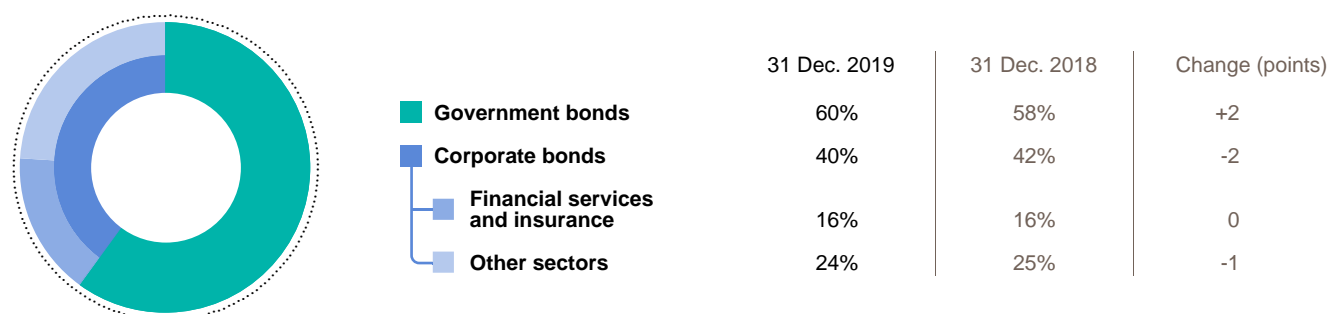 31 Dec. 2019 31 Dec. 2018 Change (points)
Government bonds 60% 58% +2
Corporate bonds 40% 42% -2
Financial services
and insurance 16% 16% 0
Other sectors 24% 25% -1